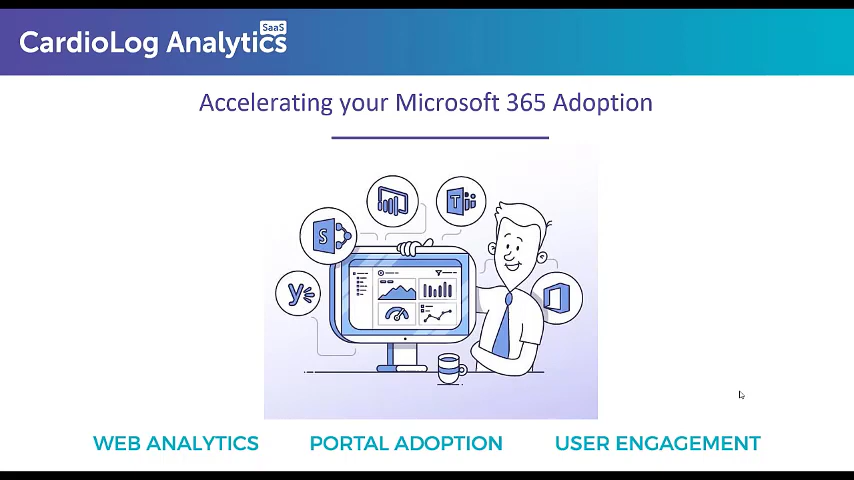 CardioLog Analytics SaaS
Accelerating your Microsoft 365 Adoption
S
T
y
WEB ANALYTICS PORTAL ADOPTION USER ENGAGEMENT